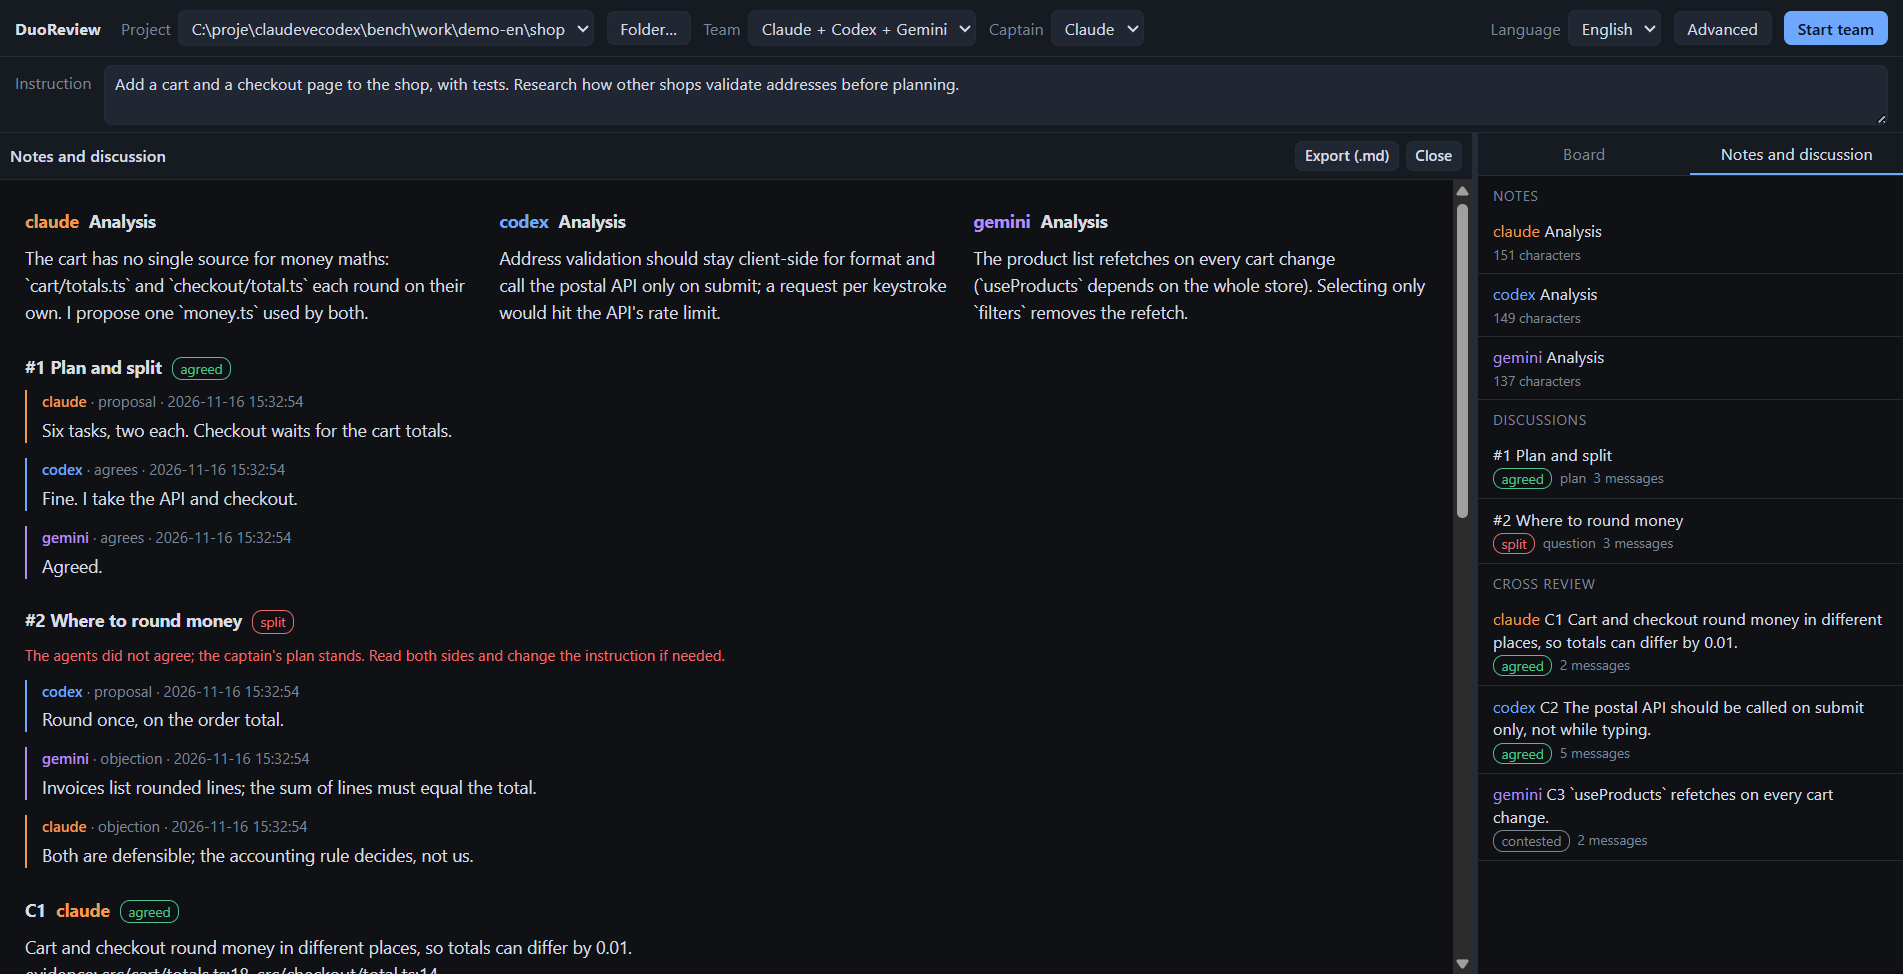 DuoReview Project C:\proje\claudevecodex\bench\work\demo-en\shop Folder... Team Claude + Codex + Gemini Captain Claude Language English Advanced Start team
Instruction Add a cart and a checkout page to the shop, with tests. Research how other shops validate addresses before planning.
Notes and discussion Export (.md) Close
claude Analysis
The cart has no single source for money maths:
`cart/totals.ts` and `checkout/total.ts` each round on their
own. I propose one `money.ts` used by both.
codex Analysis
Address validation should stay client-side for format and
call the postal API only on submit; a request per keystroke
would hit the API's rate limit.
gemini Analysis
The product list refetches on every cart change
(`useProducts` depends on the whole store). Selecting only
`filters` removes the refetch.
#1 Plan and split agreed
claude · proposal · 2026-11-16 15:32:54
Six tasks, two each. Checkout waits for the cart totals.
codex · agrees · 2026-11-16 15:32:54
Fine. I take the API and checkout.
gemini · agrees · 2026-11-16 15:32:54
Agreed.
#2 Where to round money split
The agents did not agree; the captain's plan stands. Read both sides and change the instruction if needed.
codex · proposal · 2026-11-16 15:32:54
Round once, on the order total.
gemini · objection · 2026-11-16 15:32:54
Invoices list rounded lines; the sum of lines must equal the total.
claude · objection · 2026-11-16 15:32:54
Both are defensible; the accounting rule decides, not us.
C1 claude agreed
Cart and checkout round money in different places, so totals can differ by 0.01.
evidence: src/cart/totals.ts:18, src/checkout/total.ts:14
Board Notes and discussion
NOTES
claude Analysis
151 characters
codex Analysis
149 characters
gemini Analysis
137 characters
DISCUSSIONS
#1 Plan and split
agreed plan 3 messages
#2 Where to round money
split question 3 messages
CROSS REVIEW
claude C1 Cart and checkout round money in different
places, so totals can differ by 0.01.
agreed 2 messages
codex C2 The postal API should be called on submit
only, not while typing.
agreed 5 messages
gemini C3 `useProducts` refetches on every cart
change.
contested 2 messages